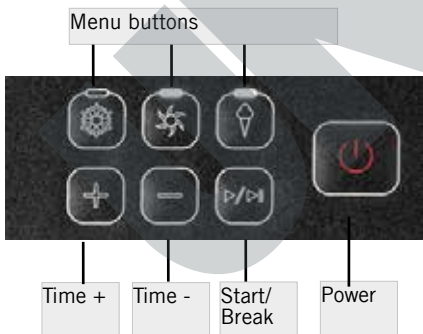 Menu buttons
Time +
Time -
Start/
Break
Power